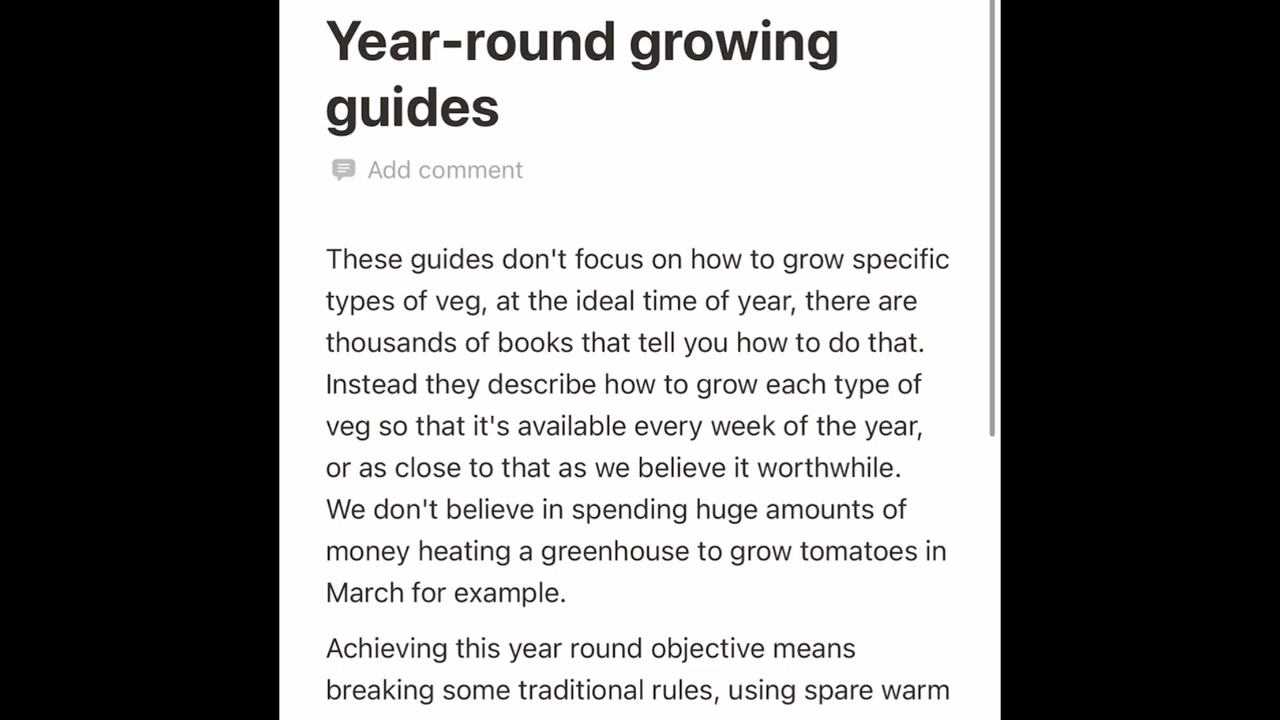 Year-round growing
guides
Add comment
These guides don't focus on how to grow specific
types of veg, at the ideal time of year, there are
thousands of books that tell you how to do that.
Instead they describe how to grow each type of
veg so that it's available every week of the year,
or as close to that as we believe it worthwhile.
We don't believe in spending huge amounts of
money heating a greenhouse to grow tomatoes in
March for example.
Achieving this year round objective means
breaking some traditional rules, using spare warm